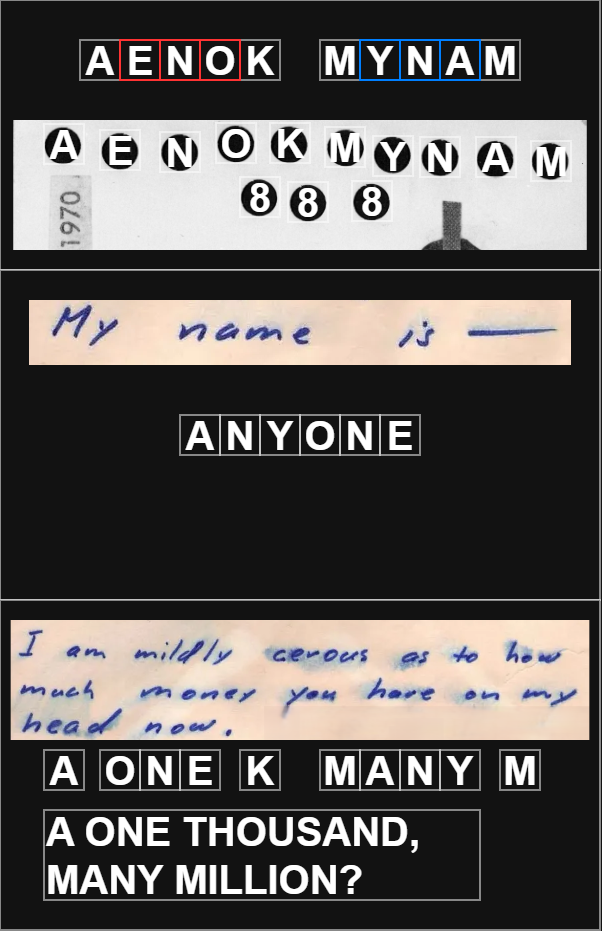 AENOK MYNAM
AENOKMYNAM
888
1970
My name is —
ANYONE
I am mildly cerous as to how
much money you have on my
head now.
A ONE K MANY M
A ONE THOUSAND,
MANY MILLION?